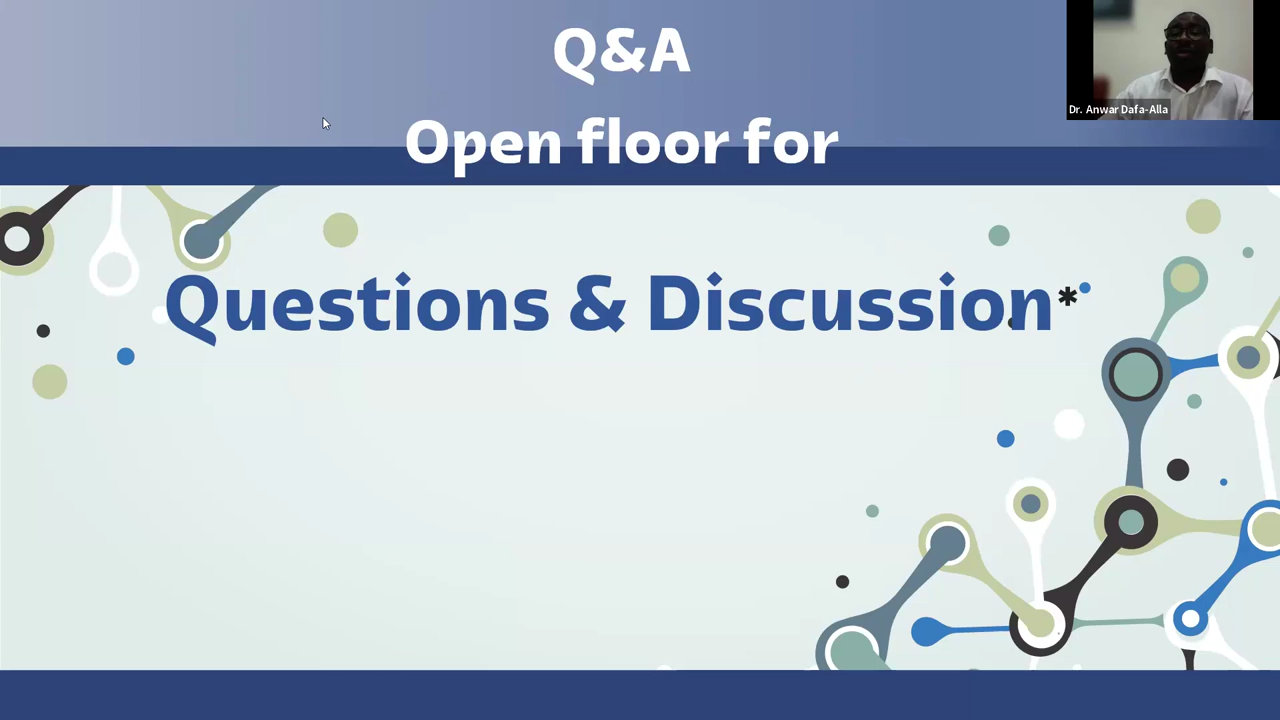 Q&A
Open floor for
Dr. Anwar Dafa-Alla
Questions & Discussion*